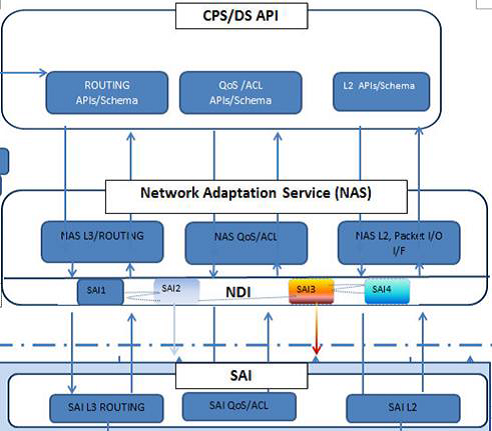 CPS/DS API
ROUTING
APIs/Schema
QoS /ACL
APIs/Schema
L2 APIs/Schema
Network Adaptation Service (NAS)
NAS L3/ROUTING
NAS QoS/ACL
NAS L2, Packet I/O
I/F
SAI1
SAI2
NDI
SAI3
SAI4
SAI
SAI L3 ROUTING
SAI QoS/ACL
SAI L2